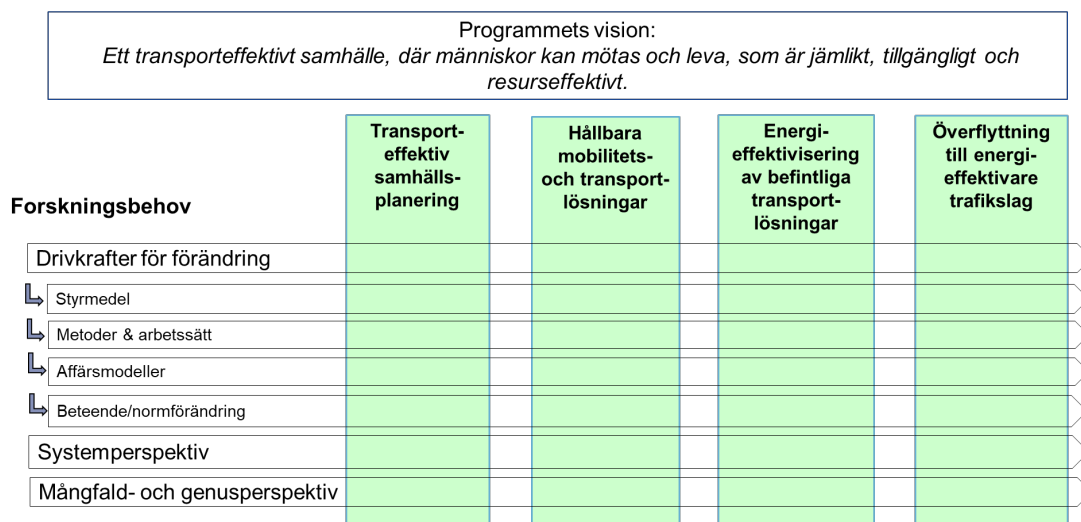 Programmets vision:
Ett transporteffektivt samhälle, där människor kan mötas och leva, som är jämlikt, tillgängligt och
resurseffektivt.
Transport-
effektiv
samhälls-
planering
Hållbara
mobilitets-
och transport-
lösningar
Energi-
effektivisering
av befintliga
transport-
lösningar
Överflyttning
till energi-
effektivare
trafikslag
Forskningsbehov
Drivkrafter för förändring
Styrmedel
Metoder & arbetssätt
Affärsmodeller
Beteende/normförändring
Systemperspektiv
Mångfald- och genusperspektiv